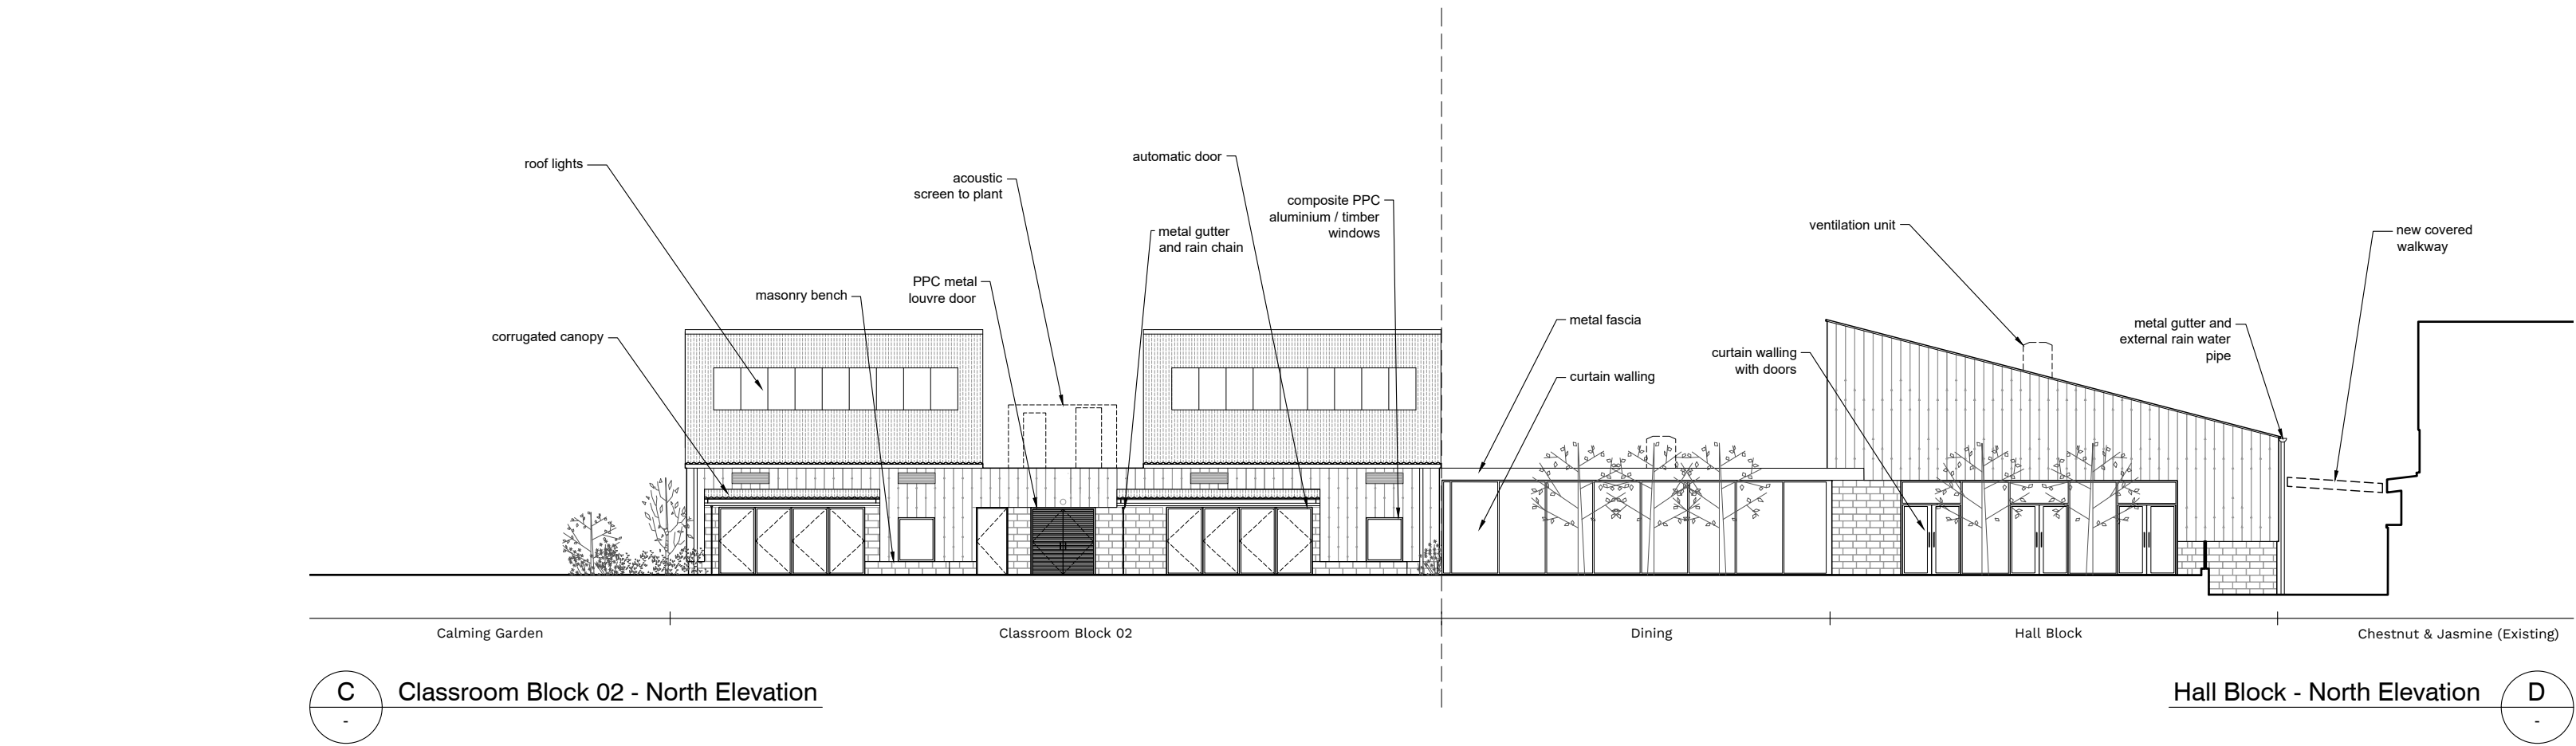 roof lights
acoustic
screen to plant
automatic door
composite PPC
aluminium / timber
windows
metal gutter
and rain chain
PPC metal
louvre door
masonry bench
corrugated canopy
ventilation unit
new covered
walkway
metal fascia
curtain walling
curtain walling
with doors
metal gutter and
external rain water
pipe
Calming Garden
Classroom Block 02
Dining
Hall Block
Chestnut & Jasmine (Existing)
C
-
Classroom Block 02 - North Elevation
Hall Block - North Elevation
D
-